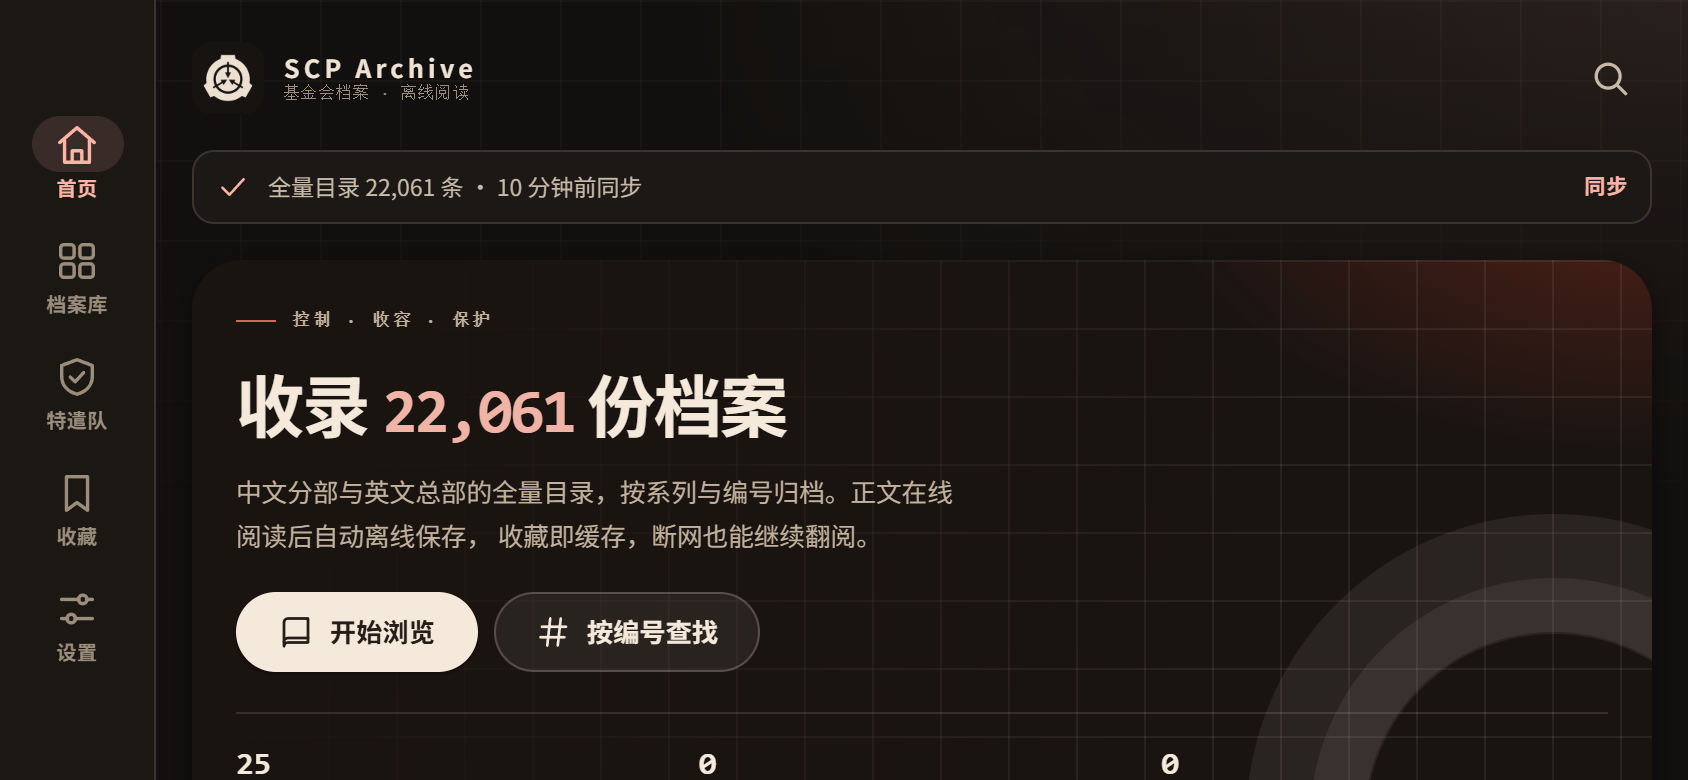 SCP Archive
基金会档案 · 离线阅读
首页
档案库
特遣队
收藏
设置
全量目录 22,061 条 • 10 分钟前同步
同步
控制 · 收容 · 保护
收录 22,061 份档案
中文分部与英文总部的全量目录，按系列与编号归档。正文在线
阅读后自动离线保存， 收藏即缓存，断网也能继续翻阅。
开始浏览
按编号查找
25
0
0